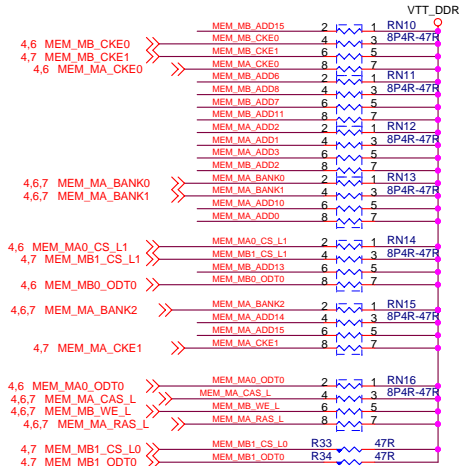 VTT_DDR
MEM_MB_ADD15 2 1 RN10
4,6 MEM_MB_CKE0 MEM_MB_CKE0 4 3 8P4R-47R
4,7 MEM_MB_CKE1 MEM_MB_CKE1 6 5
4,6 MEM_MA_CKE0 MEM_MA_CKE0 8 7
MEM_MB_ADD6 2 1 RN11
MEM_MB_ADD8 4 3 8P4R-47R
MEM_MB_ADD7 6 5
MEM_MB_ADD11 8 7
MEM_MA_ADD2 2 1 RN12
MEM_MA_ADD1 4 3 8P4R-47R
MEM_MA_ADD3 6 5
MEM_MB_ADD2 8 7
4,6,7 MEM_MA_BANK0 MEM_MA_BANK0 2 1 RN13
4,6,7 MEM_MA_BANK1 MEM_MA_BANK1 4 3 8P4R-47R
MEM_MA_ADD10 6 5
MEM_MA_ADD0 8 7
4,6 MEM_MA0_CS_L1 MEM_MA0_CS_L1 2 1 RN14
4,7 MEM_MB1_CS_L1 MEM_MB1_CS_L1 4 3 8P4R-47R
MEM_MB_ADD13 6 5
4,6 MEM_MB0_ODT0 MEM_MB0_ODT0 8 7
4,6,7 MEM_MA_BANK2 MEM_MA_BANK2 2 1 RN15
MEM_MA_ADD14 4 3 8P4R-47R
MEM_MA_ADD15 6 5
4,7 MEM_MA_CKE1 MEM_MA_CKE1 8 7
4,6 MEM_MA0_ODT0 MEM_MA0_ODT0 2 1 RN16
4,6,7 MEM_MA_CAS_L MEM_MA_CAS_L 4 3 8P4R-47R
4,6,7 MEM_MB_WE_L MEM_MB_WE_L 6 5
4,6,7 MEM_MA_RAS_L MEM_MA_RAS_L 8 7
4,7 MEM_MB1_CS_L0 MEM_MB1_CS_L0 R33 47R
4,7 MEM_MB1_ODT0 MEM_MB1_ODT0 R34 47R